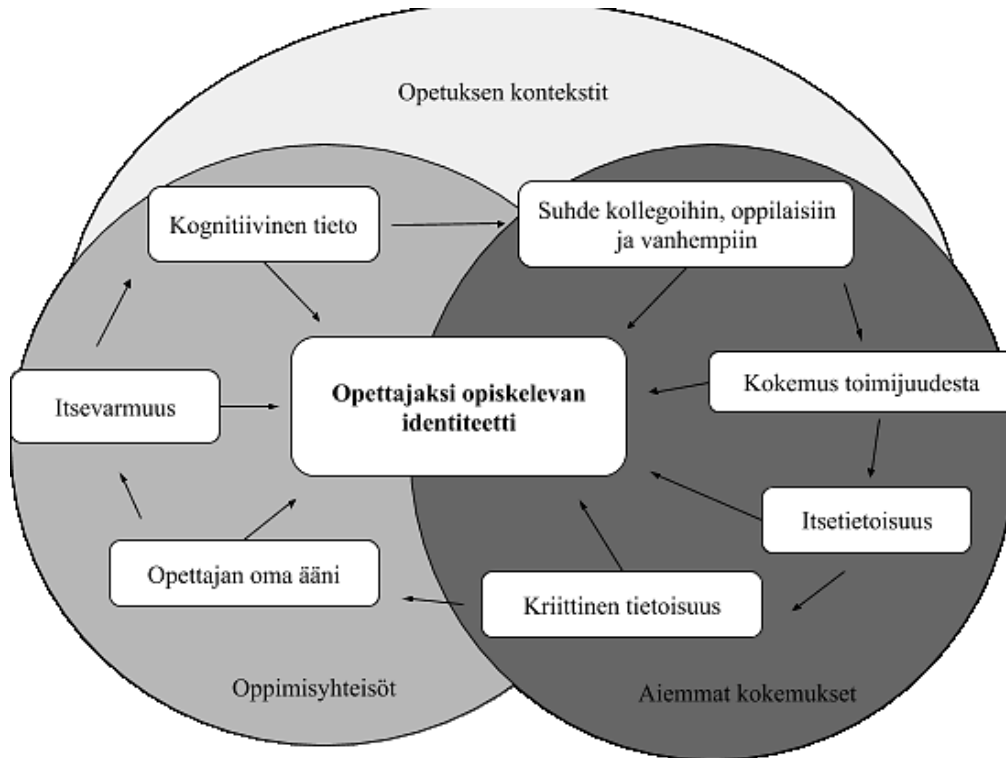 Opetuksen kontekstit
Kognitiivinen tieto
Suhde kollegoihin, oppilaisiin
ja vanhempiin
Opettajaksi opiskelevan
identiteetti
Itsevarmuus
Kokemus toimijuudesta
Itsetietoisuus
Opettajan oma ääni
Kriittinen tietoisuus
Oppimisyhteisöt
Aiemmat kokemukset